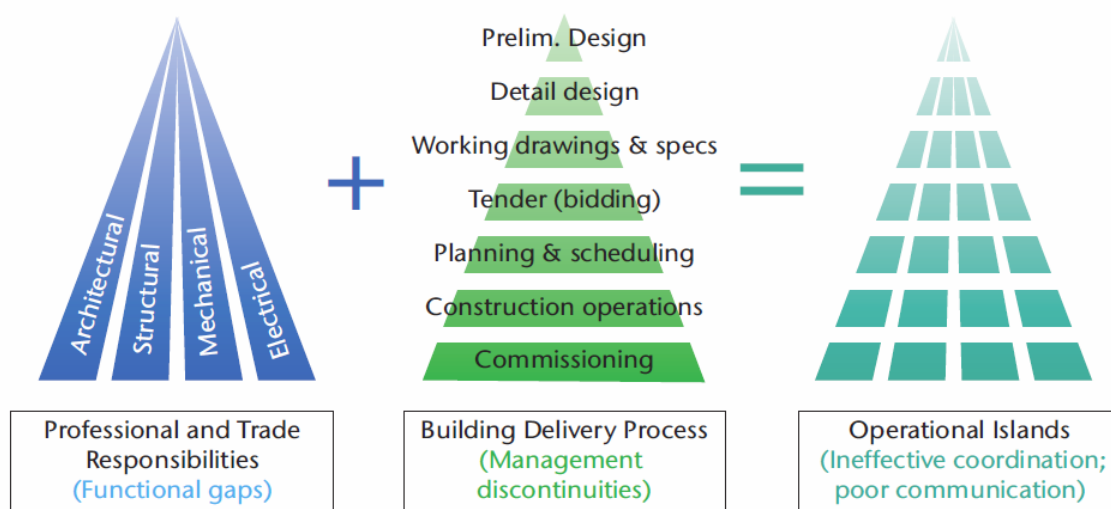 Architectural
Structural
Mechanical
Electrical
+
Prelim. Design
Detail design
Working drawings & specs
Tender (bidding)
Planning & scheduling
Construction operations
Commissioning
=
Professional and Trade
Responsibilities
(Functional gaps)
Building Delivery Process
(Management
discontinuities)
Operational Islands
(Ineffective coordination;
poor communication)